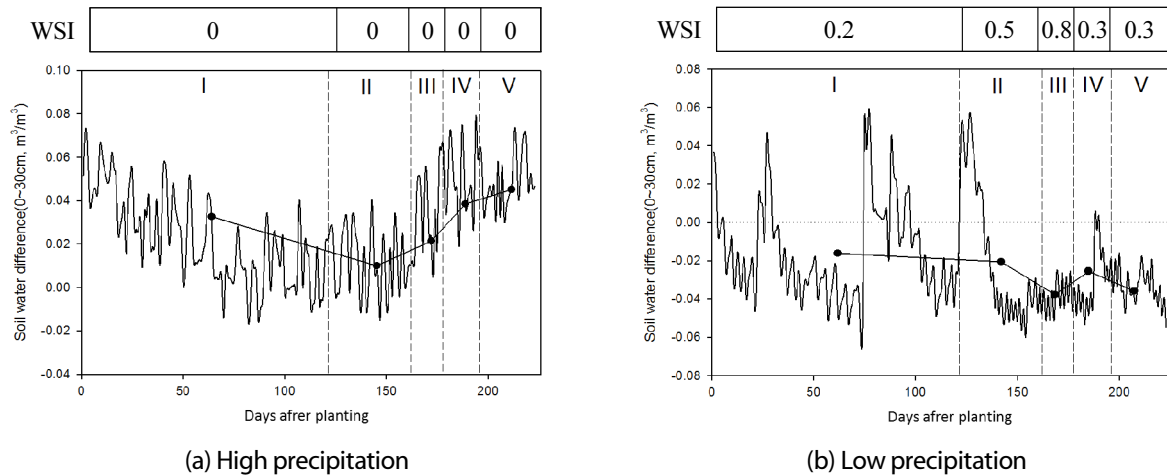 WSI 0 0 0 0 0
0.10
0.08
0.06
0.04
0.02
0.00
-0.02
-0.04
Soil water difference(0~30cm, m³/m³)
I II III IV V
0 50 100 150 200
Days afrer planting
(a) High precipitation
WSI 0.2 0.5 0.8 0.3 0.3
0.08
0.06
0.04
0.02
0.00
-0.02
-0.04
-0.06
-0.08
Soil water difference(0~30cm, m³/m³)
I II III IV V
0 50 100 150 200
Days afrer planting
(b) Low precipitation